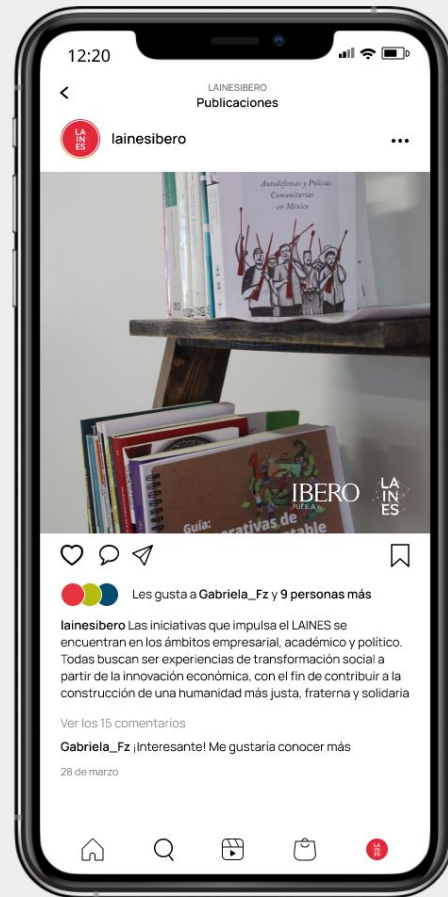 12:20
LAINESIBERO
Publicaciones
LA
IN
ES
lainesibero
Autodefensas y Policías
Comunitarias
en México
Guía:
IBERO
PUEBLA
LA
IN
ES
Les gusta a Gabriela_Fz y 9 personas más
lainesibero Las iniciativas que impulsa el LAINES se
encuentran en los ámbitos empresarial, académico y político.
Todas buscan ser experiencias de transformación social a
partir de la innovación económica, con el fin de contribuir a la
construcción de una humanidad más justa, fraterna y solidaria
Ver los 15 comentarios
Gabriela_Fz ¡Interesante! Me gustaría conocer más
28 de marzo